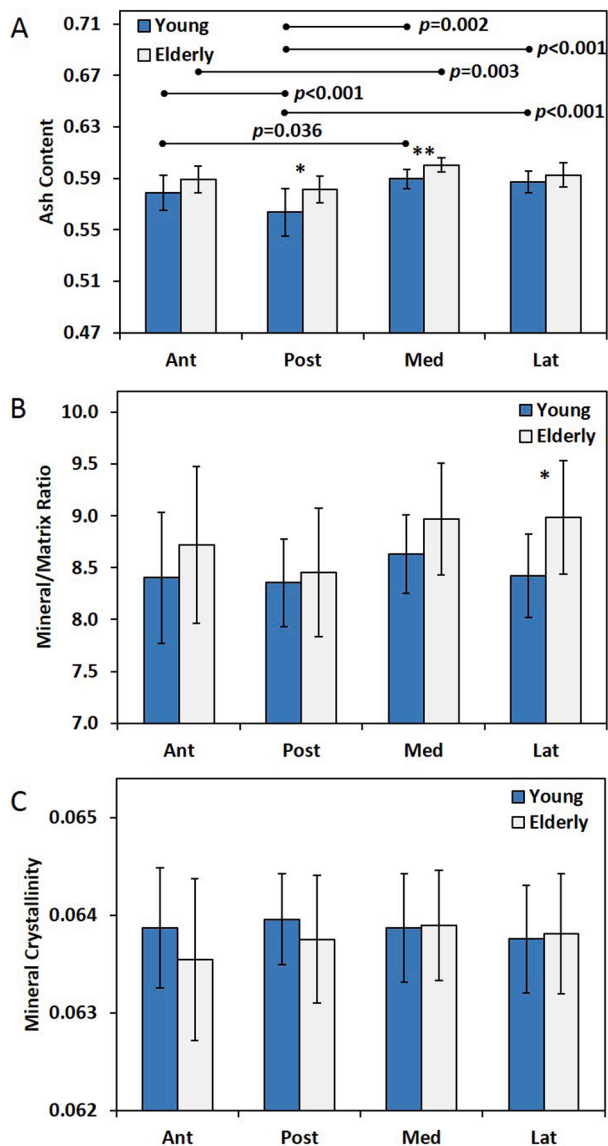 A
0.71
Young
Elderly
p=0.002
p<0.001
0.67
p=0.003
p<0.001
0.63
p<0.001
p=0.036
**
*
0.59
Ash Content
0.55
0.51
0.47
Ant Post Med Lat
B
10.0
Young
Elderly
9.5
*
9.0
Mineral/Matrix Ratio
8.5
8.0
7.5
7.0
Ant Post Med Lat
C
Young
0.065
Elderly
0.064
Mineral Crystallinity
0.063
0.062
Ant Post Med Lat